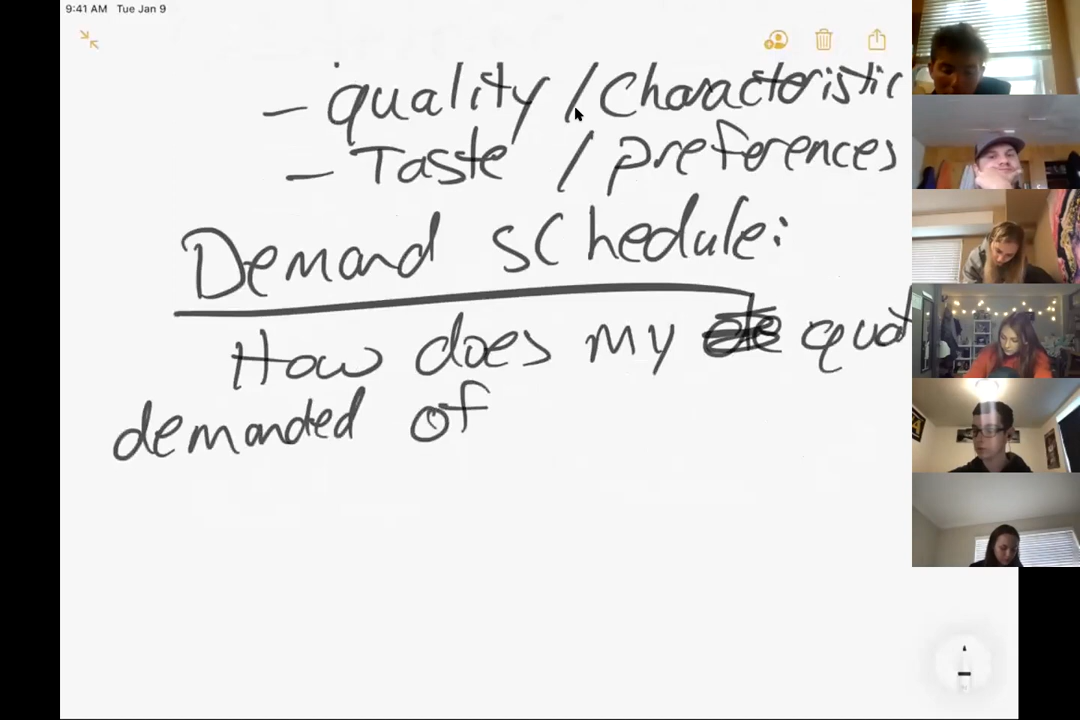 9:41 AM Tue Jan 9
- quality / Characteristic
- Taste / preferences
Demand schedule:
How does my quat
demanded of